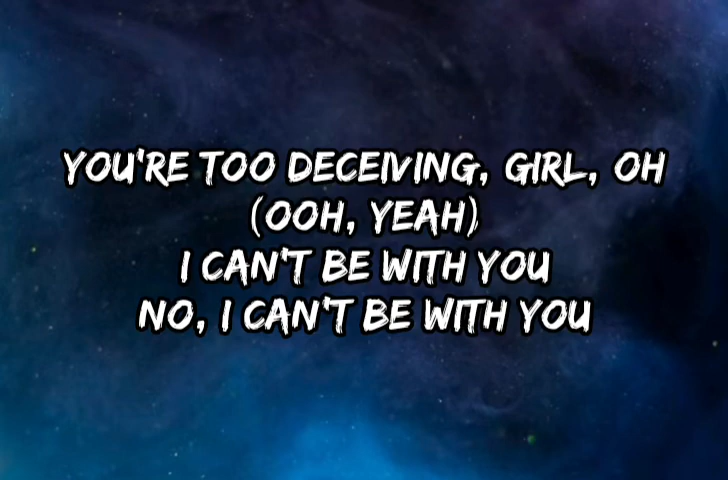 YOU'RE TOO DECEIVING, GIRL, OH
(OOH, YEAH)
I CAN'T BE WITH YOU
NO, I CAN'T BE WITH YOU